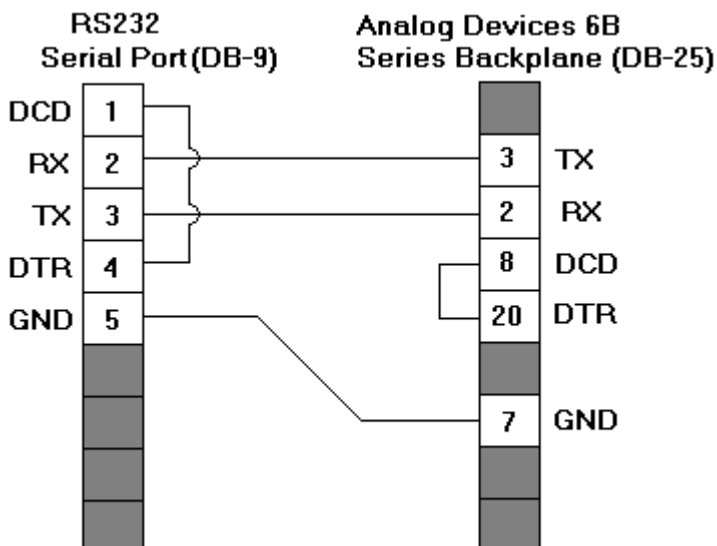 RS232
Serial Port (DB-9)
Analog Devices 6B
Series Backplane (DB-25)
DCD 1
RX 2
TX 3
DTR 4
GND 5
3 TX
2 RX
8 DCD
20 DTR
7 GND